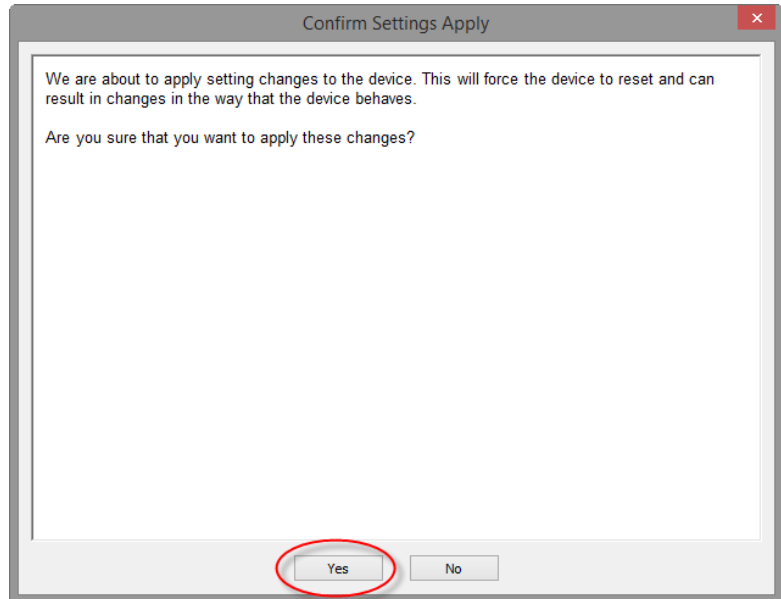 Confirm Settings Apply
We are about to apply setting changes to the device. This will force the device to reset and can
result in changes in the way that the device behaves.
Are you sure that you want to apply these changes?
Yes
No